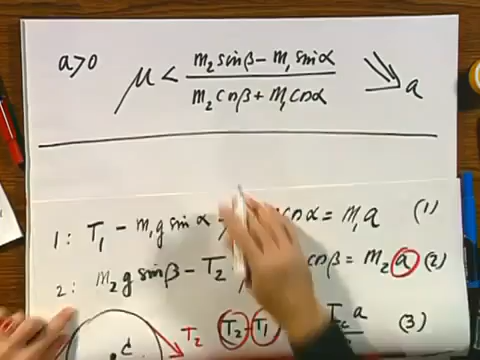 a>0 μ < (m₂ sinβ − m₁ sinα) / (m₂ cosβ + m₁ cosα) a
1: T₁ − m₁g sinα − cosα = m₁a (1)
2: m₂g sinβ − T₂ cosβ = m₂ a (2)
c T₂ T₂ − T₁ a (3)